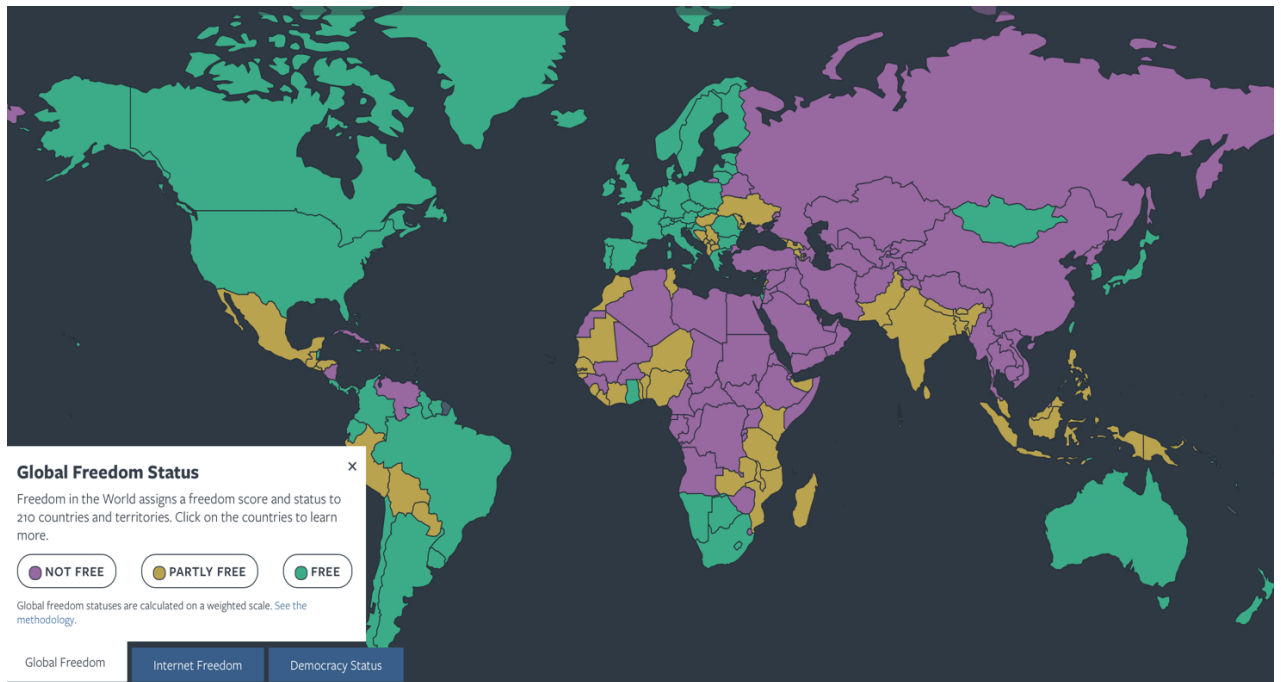 Global Freedom Status
×
Freedom in the World assigns a freedom score and status to
210 countries and territories. Click on the countries to learn
more.
NOT FREE
PARTLY FREE
FREE
Global freedom statuses are calculated on a weighted scale. See the
methodology.
Global Freedom
Internet Freedom
Democracy Status